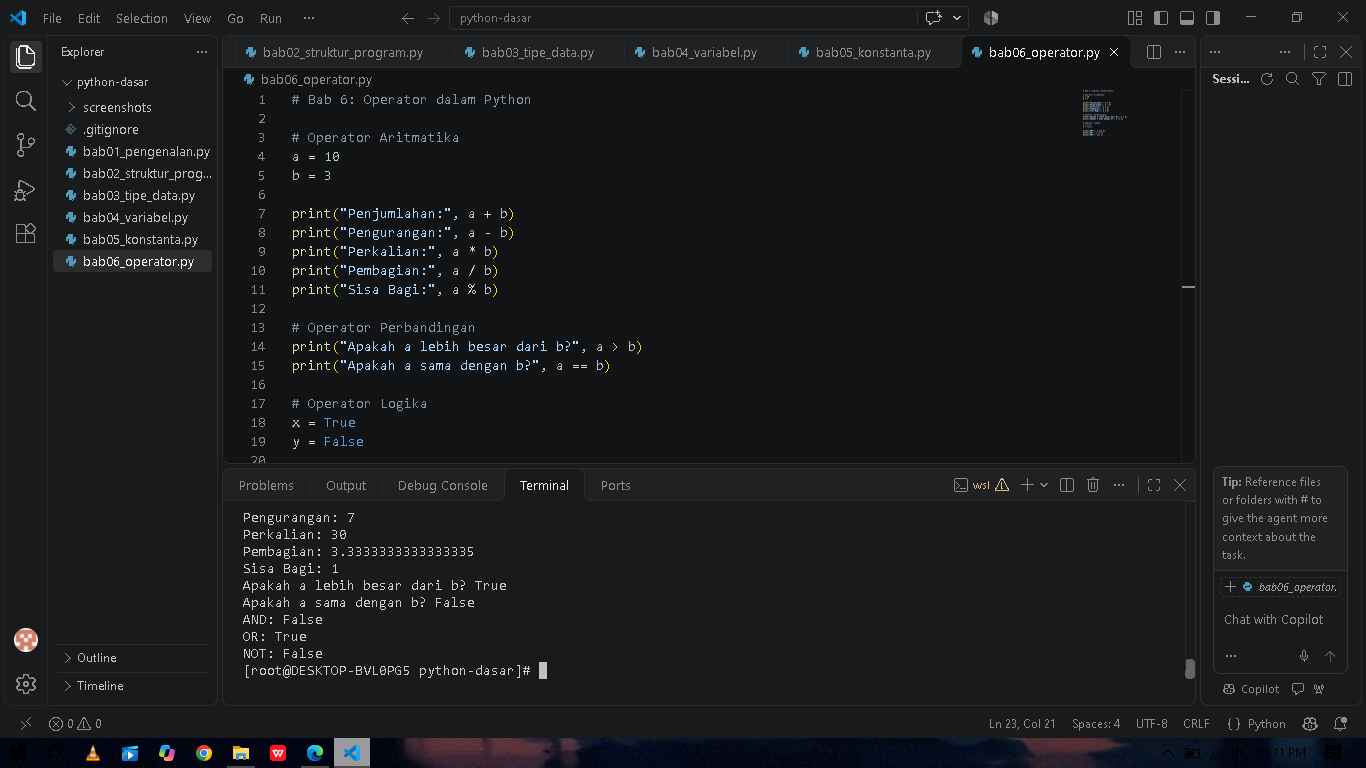 File Edit Selection View Go Run ··· python-dasar
Explorer ···
python-dasar
screenshots
.gitignore
bab01_pengenalan.py
bab02_struktur_prog...
bab03_tipe_data.py
bab04_variabel.py
bab05_konstanta.py
bab06_operator.py
Outline
Timeline
bab02_struktur_program.py bab03_tipe_data.py bab04_variabel.py bab05_konstanta.py bab06_operator.py
bab06_operator.py
1 # Bab 6: Operator dalam Python
2
3 # Operator Aritmatika
4 a = 10
5 b = 3
6
7 print("Penjumlahan:", a + b)
8 print("Pengurangan:", a - b)
9 print("Perkalian:", a * b)
10 print("Pembagian:", a / b)
11 print("Sisa Bagi:", a % b)
12
13 # Operator Perbandingan
14 print("Apakah a lebih besar dari b?", a > b)
15 print("Apakah a sama dengan b?", a == b)
16
17 # Operator Logika
18 x = True
19 y = False
20
Problems Output Debug Console Terminal Ports wsl
Pengurangan: 7
Perkalian: 30
Pembagian: 3.3333333333333335
Sisa Bagi: 1
Apakah a lebih besar dari b? True
Apakah a sama dengan b? False
AND: False
OR: True
NOT: False
[root@DESKTOP-BVL0PG5 python-dasar]#
Sessi...
Tip: Reference files
or folders with # to
give the agent more
context about the
task.
bab06_operator.
Chat with Copilot
Copilot
0 0 Ln 23, Col 21 Spaces: 4 UTF-8 CRLF {} Python